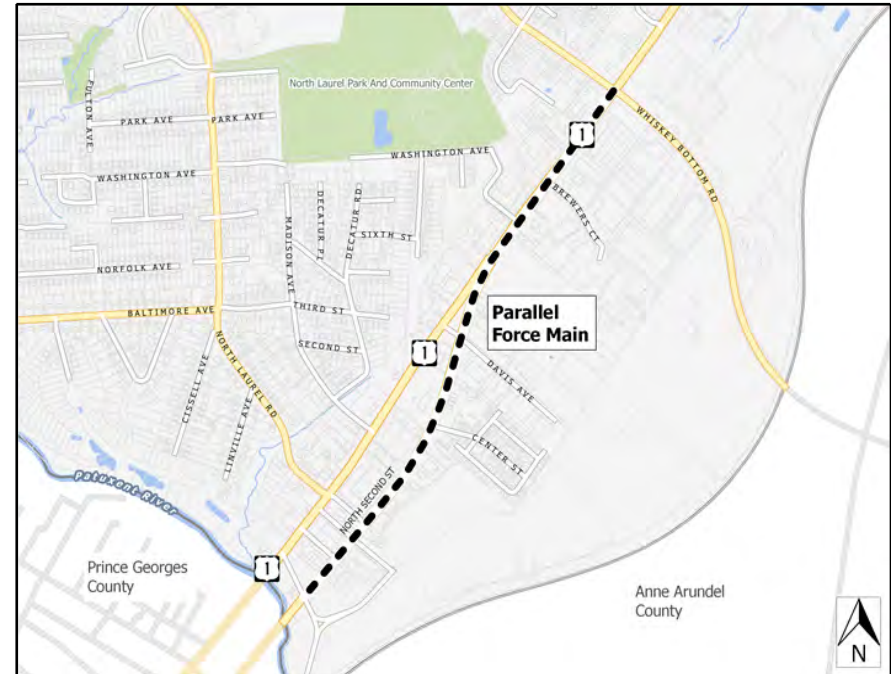 North Laurel Park And Community Center
FULTON AVE
PARK AVE
PARK AVE
1
WHISKEY BOTTOM RD
WASHINGTON AVE
WASHINGTON AVE
BREWERS CT
MADISON AVE
DECATUR PL
DECATUR RD
SIXTH ST
NORFOLK AVE
BALTIMORE AVE
THIRD ST
Parallel
Force Main
SECOND ST
1
NORTH LAUREL RD
DAVIS AVE
CISSELL AVE
LINVILLE AVE
CENTER ST
NORTH SECOND ST
Patuxent River
1
Prince Georges
County
Anne Arundel
County
N